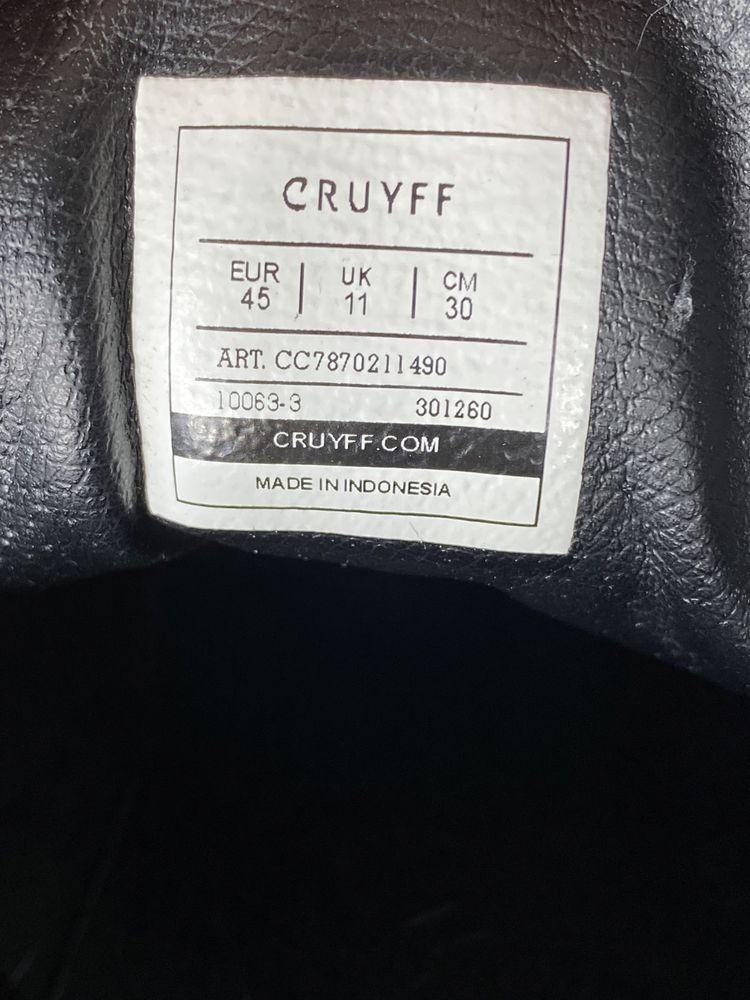 CRUYFF
EUR | UK | CM
45 | 11 | 30
ART. CC7870211490
10063-3 301260
CRUYFF.COM
MADE IN INDONESIA